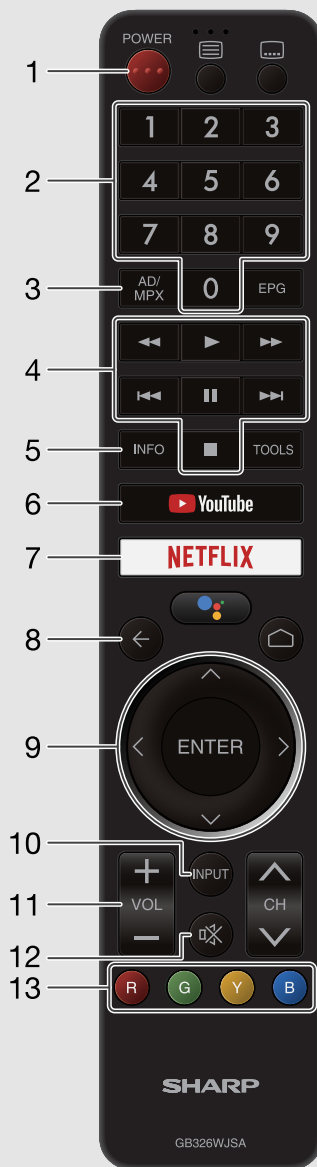 POWER
1
1 2 3
2
4 5 6
7 8 9
3
AD/
MPX
0
EPG
4
5
INFO
TOOLS
6
YouTube
7
NETFLIX
8
9
ENTER
10
INPUT
+
11
VOL
CH
−
12
13
R G Y B
SHARP
GB326WJSA